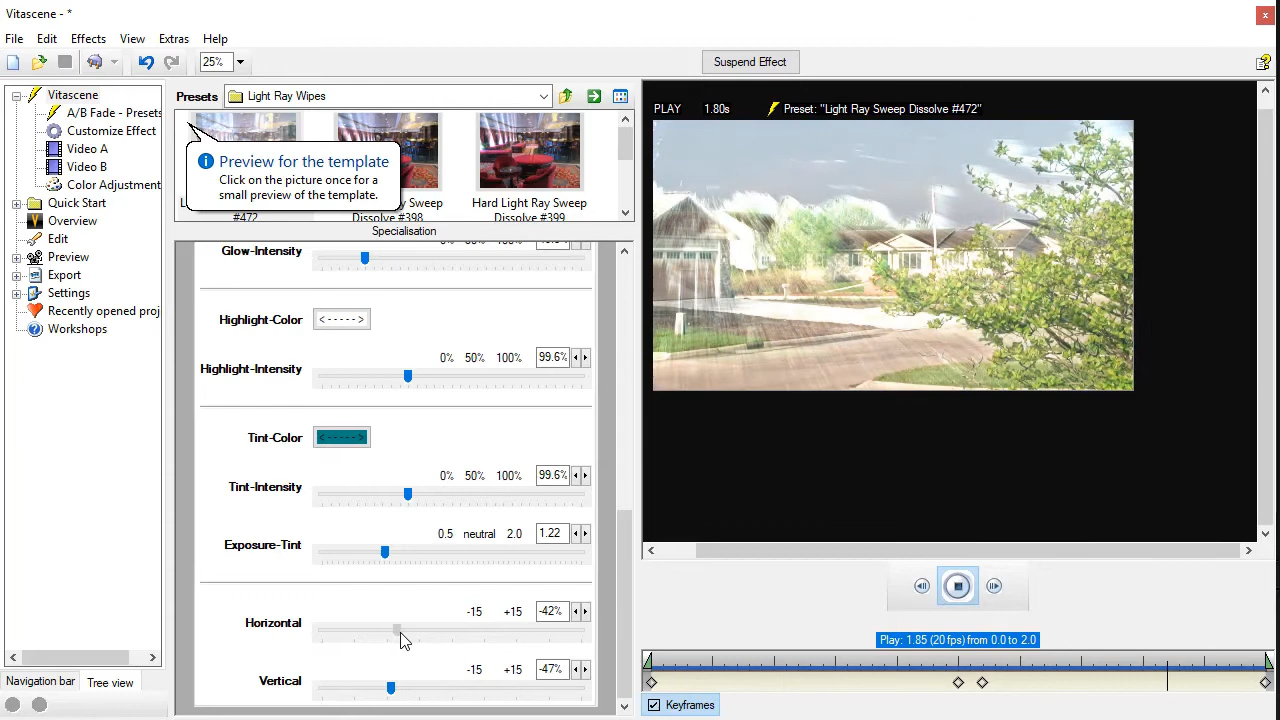 Vitascene - *
x
File Edit Effects View Extras Help
25%
Suspend Effect
Vitascene
A/B Fade - Presets
Customize Effect
Video A
Video B
Color Adjustment
Quick Start
Overview
Edit
Preview
Export
Settings
Recently opened proj
Workshops
Navigation bar
Tree view
Presets
Light Ray Wipes
Preview for the template
Click on the picture once for a
small preview of the template.
#472
Sweep
Dissolve #398
Hard Light Ray Sweep
Dissolve #399
Specialisation
Glow-Intensity
0% 50% 100%
Highlight-Color
<----->
Highlight-Intensity
0% 50% 100% 99.6%
Tint-Color
<----->
Tint-Intensity
0% 50% 100% 99.6%
Exposure-Tint
0.5 neutral 2.0 1.22
Horizontal
-15 +15 -42%
Vertical
-15 +15 -47%
PLAY 1.80s Preset: "Light Ray Sweep Dissolve #472"
Play: 1.85 (20 fps) from 0.0 to 2.0
Keyframes